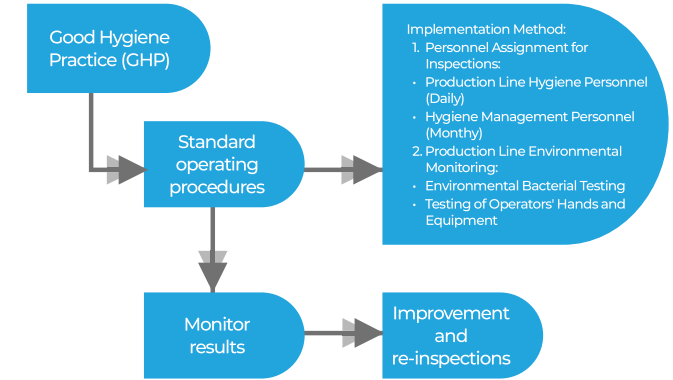 Good Hygiene
Practice (GHP)
Standard
operating
procedures
Implementation Method:
1. Personnel Assignment for
Inspections:
• Production Line Hygiene Personnel
(Daily)
• Hygiene Management Personnel
(Monthy)
2. Production Line Environmental
Monitoring:
• Environmental Bacterial Testing
• Testing of Operators' Hands and
Equipment
Monitor
results
Improvement
and
re-inspections